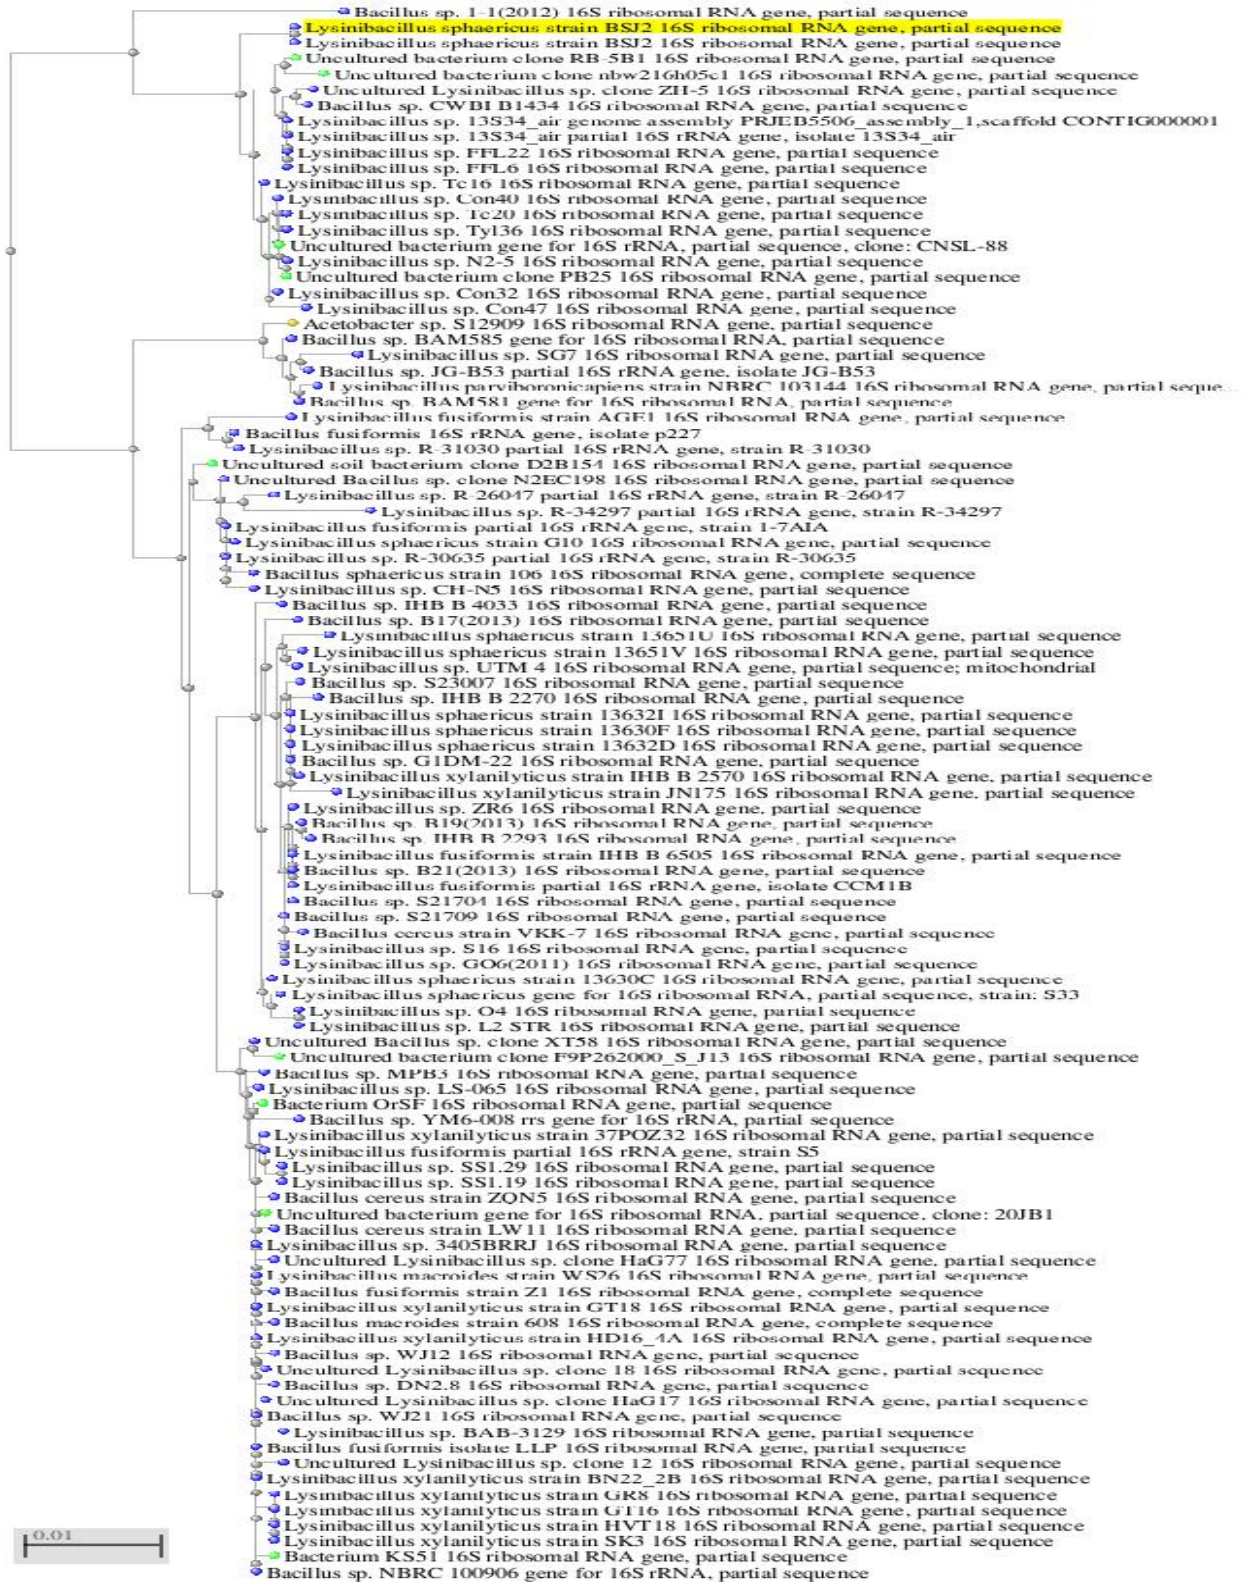 Bacillus sp. 1-1(2012) 16S ribosomal RNA gene, partial sequence
Lysinibacillus sphaericus strain BSJ2 16S ribosomal RNA gene, partial sequence
Lysinibacillus sphaericus strain BSJ2 16S ribosomal RNA gene, partial sequence
Uncultured bacterium clone RB-5B1 16S ribosomal RNA gene, partial sequence
Uncultured bacterium clone nbw216h05c1 16S ribosomal RNA gene, partial sequence
Uncultured Lysinibacillus sp. clone ZH-5 16S ribosomal RNA gene, partial sequence
Bacillus sp. CWBI B1434 16S ribosomal RNA gene, partial sequence
Lysinibacillus sp. 13S34_air genome assembly PRJEB5506_assembly_1,scaffold CONTIG000001
Lysinibacillus sp. 13S34_air partial 16S rRNA gene, isolate 13S34_air
Lysinibacillus sp. FFL22 16S ribosomal RNA gene, partial sequence
Lysinibacillus sp. FFL6 16S ribosomal RNA gene, partial sequence
Lysinibacillus sp. Tc16 16S ribosomal RNA gene, partial sequence
Lysinibacillus sp. Con40 16S ribosomal RNA gene, partial sequence
Lysinibacillus sp. Tc20 16S ribosomal RNA gene, partial sequence
Lysinibacillus sp. Tyl36 16S ribosomal RNA gene, partial sequence
Uncultured bacterium gene for 16S rRNA, partial sequence, clone: CNSL-88
Lysinibacillus sp. N2-5 16S ribosomal RNA gene, partial sequence
Uncultured bacterium clone PB25 16S ribosomal RNA gene, partial sequence
Lysinibacillus sp. Con32 16S ribosomal RNA gene, partial sequence
Lysinibacillus sp. Con47 16S ribosomal RNA gene, partial sequence
Acetobacter sp. S12909 16S ribosomal RNA gene, partial sequence
Bacillus sp. BAM585 gene for 16S ribosomal RNA, partial sequence
Lysinibacillus sp. SG7 16S ribosomal RNA gene, partial sequence
Bacillus sp. JG-B53 partial 16S rRNA gene, isolate JG-B53
Lysinibacillus parviboronicapiens strain NBRC 103144 16S ribosomal RNA gene, partial seque...
Bacillus sp. BAM581 gene for 16S ribosomal RNA, partial sequence
Lysinibacillus fusiformis strain AGF1 16S ribosomal RNA gene, partial sequence
Bacillus fusiformis 16S rRNA gene, isolate p227
Lysinibacillus sp. R-31030 partial 16S rRNA gene, strain R-31030
Uncultured soil bacterium clone D2B154 16S ribosomal RNA gene, partial sequence
Uncultured Bacillus sp. clone N2EC198 16S ribosomal RNA gene, partial sequence
Lysinibacillus sp. R-26047 partial 16S rRNA gene, strain R-26047
Lysinibacillus sp. R-34297 partial 16S rRNA gene, strain R-34297
Lysinibacillus fusiformis partial 16S rRNA gene, strain 1-7AIA
Lysinibacillus sphaericus strain G10 16S ribosomal RNA gene, partial sequence
Lysinibacillus sp. R-30635 partial 16S rRNA gene, strain R-30635
Bacillus sphaericus strain 106 16S ribosomal RNA gene, complete sequence
Lysinibacillus sp. CH-N5 16S ribosomal RNA gene, partial sequence
Bacillus sp. IHB B 4033 16S ribosomal RNA gene, partial sequence
Bacillus sp. B17(2013) 16S ribosomal RNA gene, partial sequence
Lysinibacillus sphaericus strain 13651U 16S ribosomal RNA gene, partial sequence
Lysinibacillus sphaericus strain 13651V 16S ribosomal RNA gene, partial sequence
Lysinibacillus sp. UTM 4 16S ribosomal RNA gene, partial sequence; mitochondrial
Bacillus sp. S23007 16S ribosomal RNA gene, partial sequence
Bacillus sp. IHB B 2270 16S ribosomal RNA gene, partial sequence
Lysinibacillus sphaericus strain 13632I 16S ribosomal RNA gene, partial sequence
Lysinibacillus sphaericus strain 13630F 16S ribosomal RNA gene, partial sequence
Lysinibacillus sphaericus strain 13632D 16S ribosomal RNA gene, partial sequence
Bacillus sp. G1DM-22 16S ribosomal RNA gene, partial sequence
Lysinibacillus xylanilyticus strain IHB B 2570 16S ribosomal RNA gene, partial sequence
Lysinibacillus xylanilyticus strain JN175 16S ribosomal RNA gene, partial sequence
Lysinibacillus sp. ZR6 16S ribosomal RNA gene, partial sequence
Bacillus sp. B19(2013) 16S ribosomal RNA gene, partial sequence
Bacillus sp. IHB B 2293 16S ribosomal RNA gene, partial sequence
Lysinibacillus fusiformis strain IHB B 6505 16S ribosomal RNA gene, partial sequence
Bacillus sp. B21(2013) 16S ribosomal RNA gene, partial sequence
Lysinibacillus fusiformis partial 16S rRNA gene, isolate CCM1B
Bacillus sp. S21704 16S ribosomal RNA gene, partial sequence
Bacillus sp. S21709 16S ribosomal RNA gene, partial sequence
Bacillus cereus strain VKK-7 16S ribosomal RNA gene, partial sequence
Lysinibacillus sp. S16 16S ribosomal RNA gene, partial sequence
Lysinibacillus sp. GO6(2011) 16S ribosomal RNA gene, partial sequence
Lysinibacillus sphaericus strain 13630C 16S ribosomal RNA gene, partial sequence
Lysinibacillus sphaericus gene for 16S ribosomal RNA, partial sequence, strain: S33
Lysinibacillus sp. O4 16S ribosomal RNA gene, partial sequence
Lysinibacillus sp. L2 STR 16S ribosomal RNA gene, partial sequence
Uncultured Bacillus sp. clone XT58 16S ribosomal RNA gene, partial sequence
Uncultured bacterium clone F9P262000_S_J13 16S ribosomal RNA gene, partial sequence
Bacillus sp. MPB3 16S ribosomal RNA gene, partial sequence
Lysinibacillus sp. LS-065 16S ribosomal RNA gene, partial sequence
Bacterium OrSF 16S ribosomal RNA gene, partial sequence
Bacillus sp. YM6-008 rrs gene for 16S rRNA, partial sequence
Lysinibacillus xylanilyticus strain 37POZ32 16S ribosomal RNA gene, partial sequence
Lysinibacillus fusiformis partial 16S rRNA gene, strain S5
Lysinibacillus sp. SS1.29 16S ribosomal RNA gene, partial sequence
Lysinibacillus sp. SS1.19 16S ribosomal RNA gene, partial sequence
Bacillus cereus strain ZQN5 16S ribosomal RNA gene, partial sequence
Uncultured bacterium gene for 16S ribosomal RNA, partial sequence, clone: 20JB1
Bacillus cereus strain LW11 16S ribosomal RNA gene, partial sequence
Lysinibacillus sp. 3405BRRJ 16S ribosomal RNA gene, partial sequence
Uncultured Lysinibacillus sp. clone HaG77 16S ribosomal RNA gene, partial sequence
Lysinibacillus macroides strain WS26 16S ribosomal RNA gene, partial sequence
Bacillus fusiformis strain Z1 16S ribosomal RNA gene, complete sequence
Lysinibacillus xylanilyticus strain GT18 16S ribosomal RNA gene, partial sequence
Bacillus macroides strain 608 16S ribosomal RNA gene, complete sequence
Lysinibacillus xylanilyticus strain HD16_4A 16S ribosomal RNA gene, partial sequence
Bacillus sp. WJ12 16S ribosomal RNA gene, partial sequence
Uncultured Lysinibacillus sp. clone 18 16S ribosomal RNA gene, partial sequence
Bacillus sp. DN2.8 16S ribosomal RNA gene, partial sequence
Uncultured Lysinibacillus sp. clone HaG17 16S ribosomal RNA gene, partial sequence
Bacillus sp. WJ21 16S ribosomal RNA gene, partial sequence
Lysinibacillus sp. BAB-3129 16S ribosomal RNA gene, partial sequence
Bacillus fusiformis isolate LLP 16S ribosomal RNA gene, partial sequence
Uncultured Lysinibacillus sp. clone 12 16S ribosomal RNA gene, partial sequence
Lysinibacillus xylanilyticus strain BN22_2B 16S ribosomal RNA gene, partial sequence
Lysinibacillus xylanilyticus strain GR8 16S ribosomal RNA gene, partial sequence
Lysinibacillus xylanilyticus strain GT16 16S ribosomal RNA gene, partial sequence
Lysinibacillus xylanilyticus strain HVT18 16S ribosomal RNA gene, partial sequence
Lysinibacillus xylanilyticus strain SK3 16S ribosomal RNA gene, partial sequence
Bacterium KS51 16S ribosomal RNA gene, partial sequence
Bacillus sp. NBRC 100906 gene for 16S rRNA, partial sequence
0.01